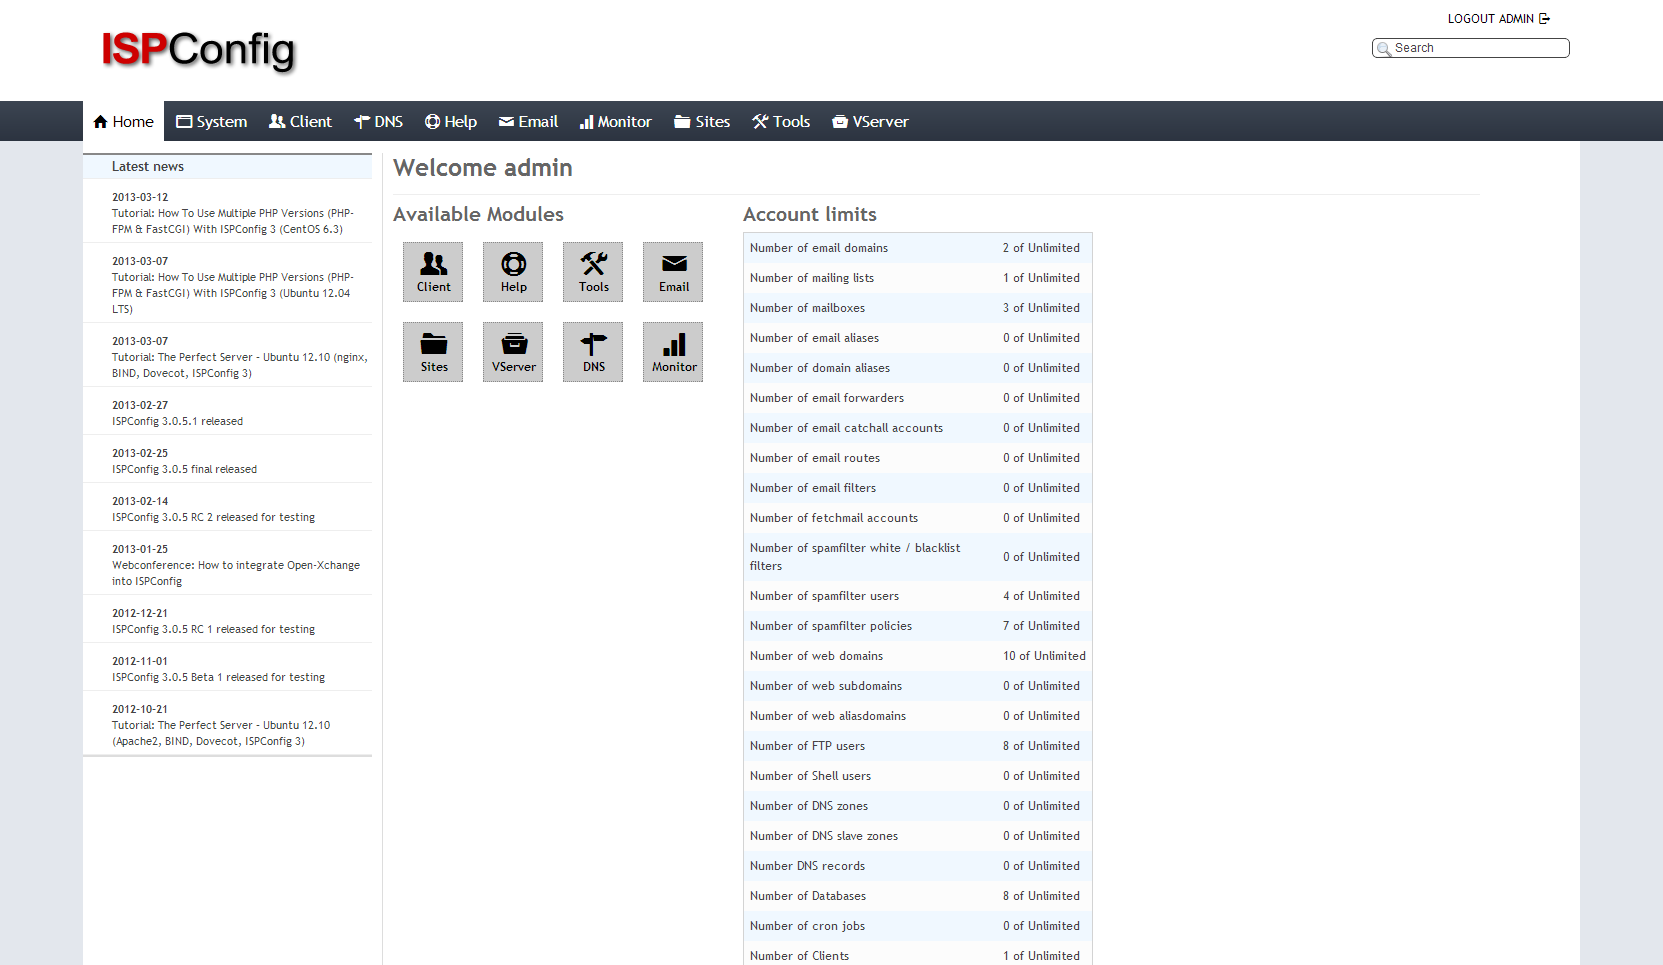 ISPConfig
LOGOUT ADMIN
Search
Home System Client DNS Help Email Monitor Sites Tools VServer
Latest news
2013-03-12
Tutorial: How To Use Multiple PHP Versions (PHP-
FPM & FastCGI) With ISPConfig 3 (CentOS 6.3)
2013-03-07
Tutorial: How To Use Multiple PHP Versions (PHP-
FPM & FastCGI) With ISPConfig 3 (Ubuntu 12.04
LTS)
2013-03-07
Tutorial: The Perfect Server - Ubuntu 12.10 (nginx,
BIND, Dovecot, ISPConfig 3)
2013-02-27
ISPConfig 3.0.5.1 released
2013-02-25
ISPConfig 3.0.5 final released
2013-02-14
ISPConfig 3.0.5 RC 2 released for testing
2013-01-25
Webconference: How to integrate Open-Xchange
into ISPConfig
2012-12-21
ISPConfig 3.0.5 RC 1 released for testing
2012-11-01
ISPConfig 3.0.5 Beta 1 released for testing
2012-10-21
Tutorial: The Perfect Server - Ubuntu 12.10
(Apache2, BIND, Dovecot, ISPConfig 3)
Welcome admin
Available Modules
Client Help Tools Email
Sites VServer DNS Monitor
Account limits
Number of email domains 2 of Unlimited
Number of mailing lists 1 of Unlimited
Number of mailboxes 3 of Unlimited
Number of email aliases 0 of Unlimited
Number of domain aliases 0 of Unlimited
Number of email forwarders 0 of Unlimited
Number of email catchall accounts 0 of Unlimited
Number of email routes 0 of Unlimited
Number of email filters 0 of Unlimited
Number of fetchmail accounts 0 of Unlimited
Number of spamfilter white / blacklist
filters 0 of Unlimited
Number of spamfilter users 4 of Unlimited
Number of spamfilter policies 7 of Unlimited
Number of web domains 10 of Unlimited
Number of web subdomains 0 of Unlimited
Number of web aliasdomains 0 of Unlimited
Number of FTP users 8 of Unlimited
Number of Shell users 0 of Unlimited
Number of DNS zones 0 of Unlimited
Number of DNS slave zones 0 of Unlimited
Number DNS records 0 of Unlimited
Number of Databases 8 of Unlimited
Number of cron jobs 0 of Unlimited
Number of Clients 1 of Unlimited